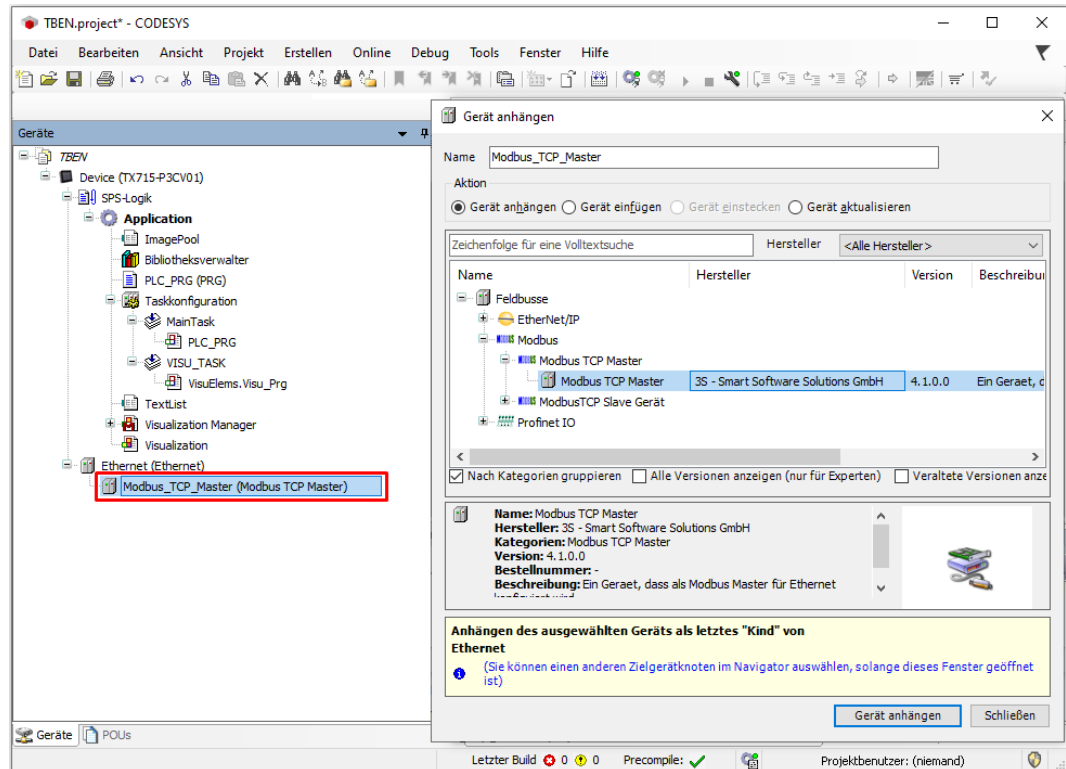 TBEN.project* - CODESYS
Datei Bearbeiten Ansicht Projekt Erstellen Online Debug Tools Fenster Hilfe
Geräte
TBEN
Device (TX715-P3CV01)
SPS-Logik
Application
ImagePool
Bibliotheksverwalter
PLC_PRG (PRG)
Taskkonfiguration
MainTask
PLC_PRG
VISU_TASK
VisuElems.Visu_Prg
TextList
Visualization Manager
Visualization
Ethernet (Ethernet)
Modbus_TCP_Master (Modbus TCP Master)
Geräte POUs
Gerät anhängen
Name Modbus_TCP_Master
Aktion
Gerät anhängen Gerät einfügen Gerät einstecken Gerät aktualisieren
Zeichenfolge für eine Volltextsuche Hersteller <Alle Hersteller>
Name Hersteller Version Beschreibur
Feldbusse
EtherNet/IP
Modbus
Modbus TCP Master
Modbus TCP Master 3S - Smart Software Solutions GmbH 4.1.0.0 Ein Geraet, d
ModbusTCP Slave Gerät
Profinet IO
Nach Kategorien gruppieren Alle Versionen anzeigen (nur für Experten) Veraltete Versionen anze
Name: Modbus TCP Master
Hersteller: 3S - Smart Software Solutions GmbH
Kategorien: Modbus TCP Master
Version: 4.1.0.0
Bestellnummer: -
Beschreibung: Ein Geraet, dass als Modbus Master für Ethernet
konfiguriert wird
Anhängen des ausgewählten Geräts als letztes "Kind" von
Ethernet
(Sie können einen anderen Zielgerätknoten im Navigator auswählen, solange dieses Fenster geöffnet
ist)
Gerät anhängen Schließen
Letzter Build 0 0 Precompile: Projektbenutzer: (niemand)